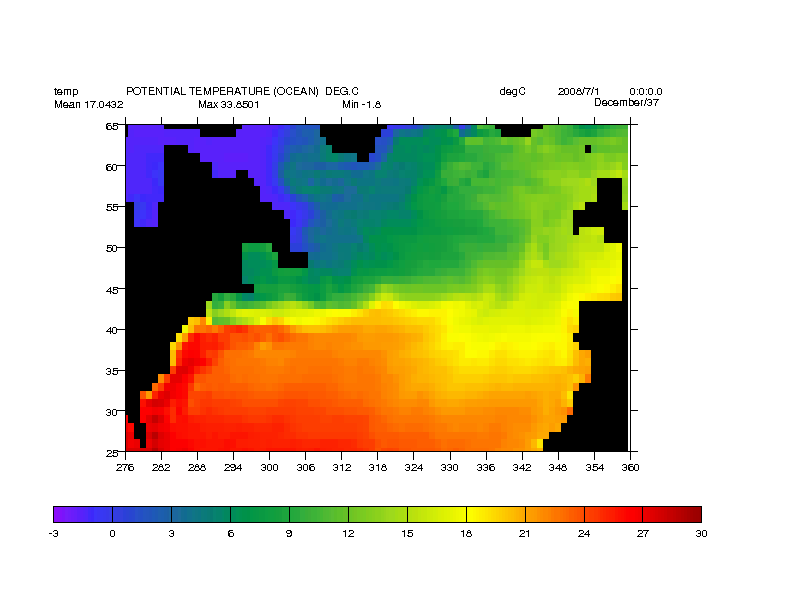 temp POTENTIAL TEMPERATURE (OCEAN) DEG.C degC 2008/7/1 0:0:0.0
Mean 17.0432 Max 33.8501 Min -1.8 December/37
65
60
55
50
45
40
35
30
25
276 282 288 294 300 306 312 318 324 330 336 342 348 354 360
-3 0 3 6 9 12 15 18 21 24 27 30